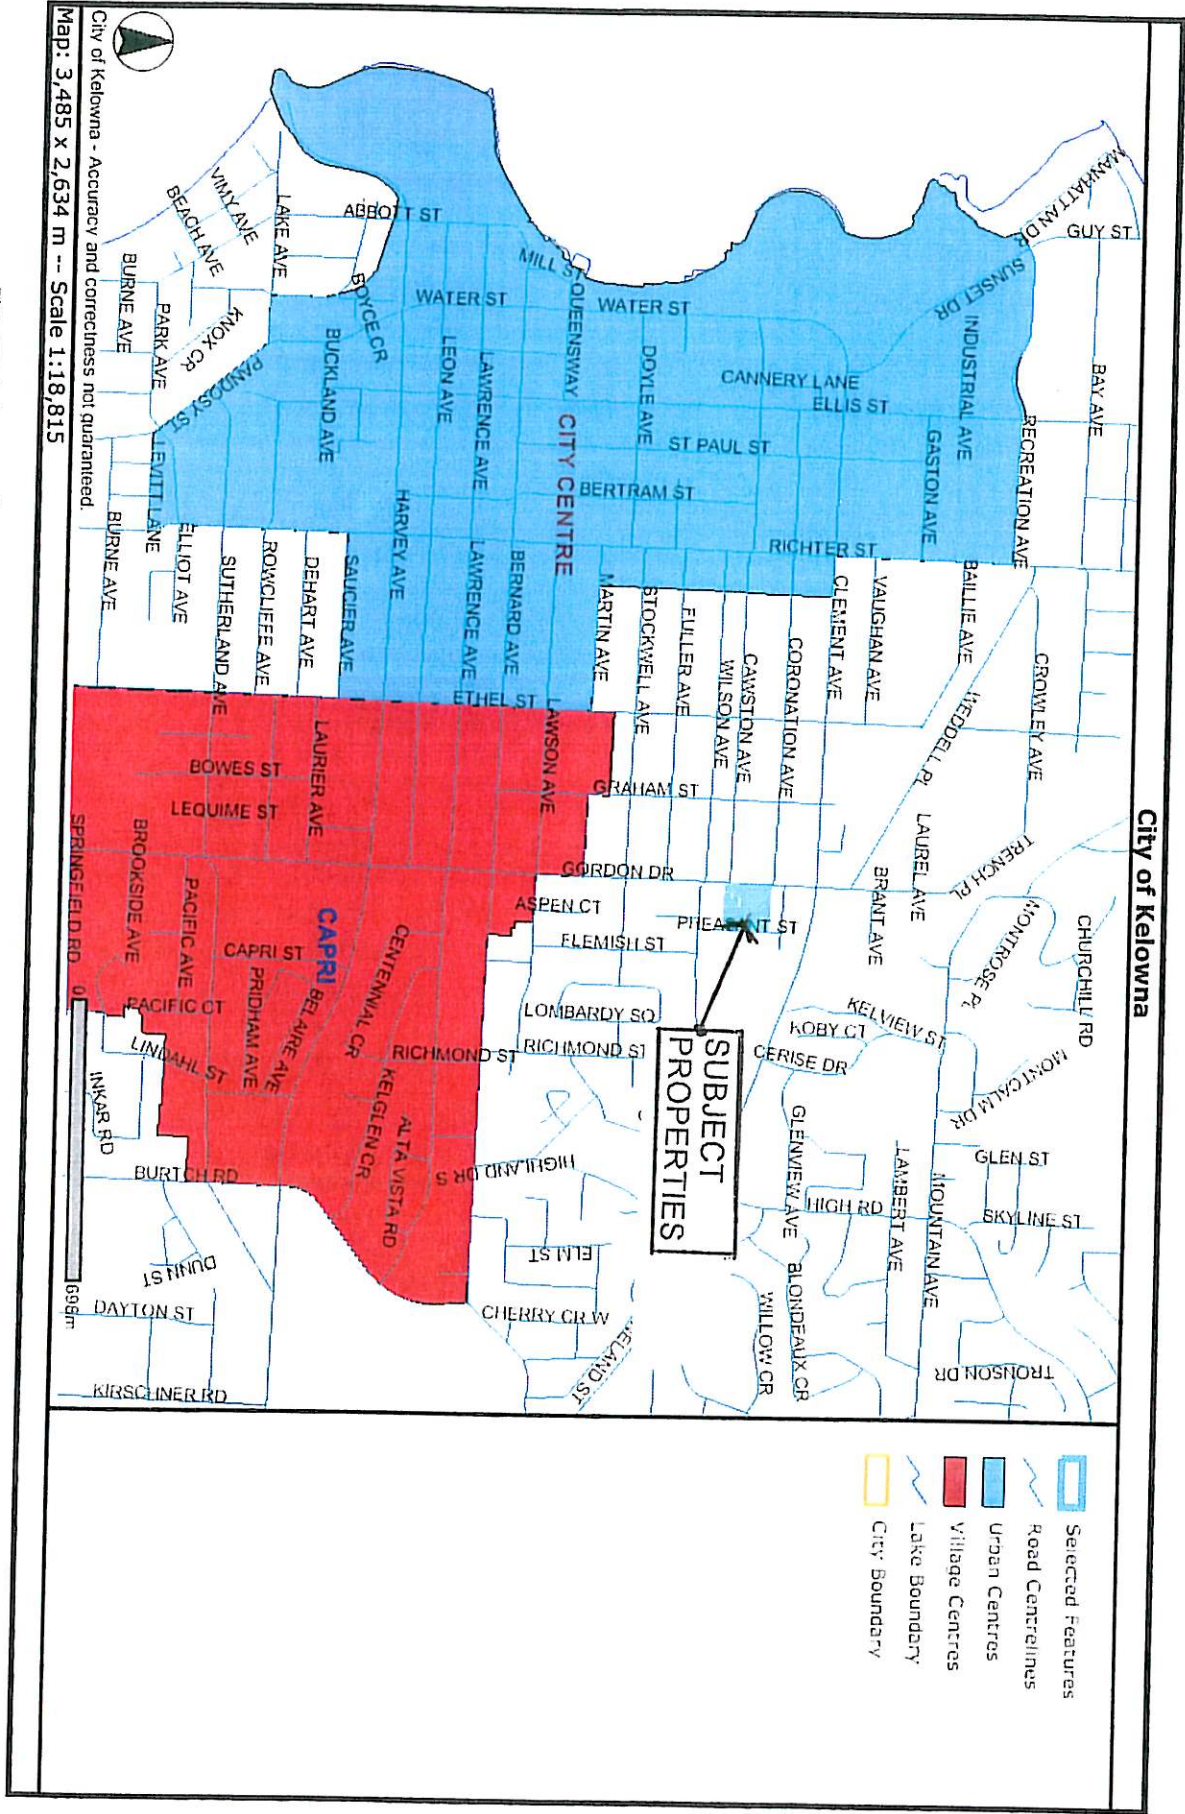 City of Kelowna
MANHATTAN DR
GUY ST
BAY AVE
SUNSET DR
INDUSTRIAL AVE
RECREATION AVE
CANNERY LANE
ELLIS ST
GASTON AVE
ST PAUL ST
BERTRAM ST
RICHTER ST
DOYLE AVE
WATER ST
QUEENSWAY
CITY CENTRE
MILL ST
WATER ST
ABBOTT ST
LAKE AVE
VIMY AVE
BEACH AVE
BURNE AVE
PARK AVE
KNOX CR
BOYCE CR
BUCKLAND AVE
LEON AVE
LAWRENCE AVE
PANDOSY ST
LEVITT LANE
BURNE AVE
ELLIOT AVE
SUTHERLAND AVE
ROWCLIFFE AVE
DEHART AVE
SAUCIER AVE
HARVEY AVE
LAWRENCE AVE
BERNARD AVE
MARTIN AVE
STOCKWELL AVE
FULLER AVE
WILSON AVE
CAWSTON AVE
CORONATION AVE
CLEMENT AVE
VAUGHAN AVE
BAILLIE AVE
CROWLEY AVE
WEDDELL PL
ETHEL ST
LAWSON AVE
GRAHAM ST
BOWES ST
LEQUIME ST
LAURIER AVE
LAUREL AVE
TRENCH PL
BRANT AVE
MONTROSE PL
CHURCHILL RD
GORDON DR
ASPEN CT
PHEASANT ST
FLEMISH ST
SPRINGFIELD RD
BROOKSIDE AVE
PACIFIC AVE
CAPRI ST
CAPRI
CENTENNIAL CR
PACIFIC CT
PRIDHAM AVE
BELAIRE AVE
LINDAHL ST
INKAR RD
RICHMOND ST
RICHMOND ST
LOMBARDY SQ
KELGLEN CR
ALTA VISTA RD
BURTCH RD
HIGHLAND DR S
SUBJECT
PROPERTIES
KOBY CT
KELVIEW ST
CERISE DR
MONTCALM DR
GLENVIEW AVE
GLEN ST
HIGH RD
LAMBERT AVE
MOUNTAIN AVE
SKYLINE ST
ELM ST
CHERRY CR W
ELAND ST
WILLOW CR
BLONDEAUX CR
TRONSON DR
DUNN ST
DAYTON ST
KIRSCHNER RD
0
698m
Selected Features
Road Centrelines
Urban Centres
Village Centres
Lake Boundary
City Boundary
City of Kelowna - Accuracy and correctness not guaranteed.
Map: 3,485 x 2,634 m -- Scale 1:18,815